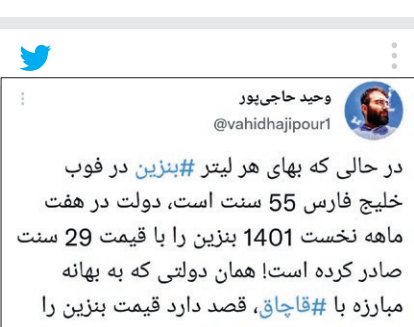 وحید حاجی‌پور
@vahidhajipour1
در حالی که بهای هر لیتر #بنزین در فوب
خلیج فارس 55 سنت است، دولت در هفت
ماهه نخست 1401 بنزین را با قیمت 29 سنت
صادر کرده است! همان دولتی که به بهانه
مبارزه با #قاچاق، قصد دارد قیمت بنزین را